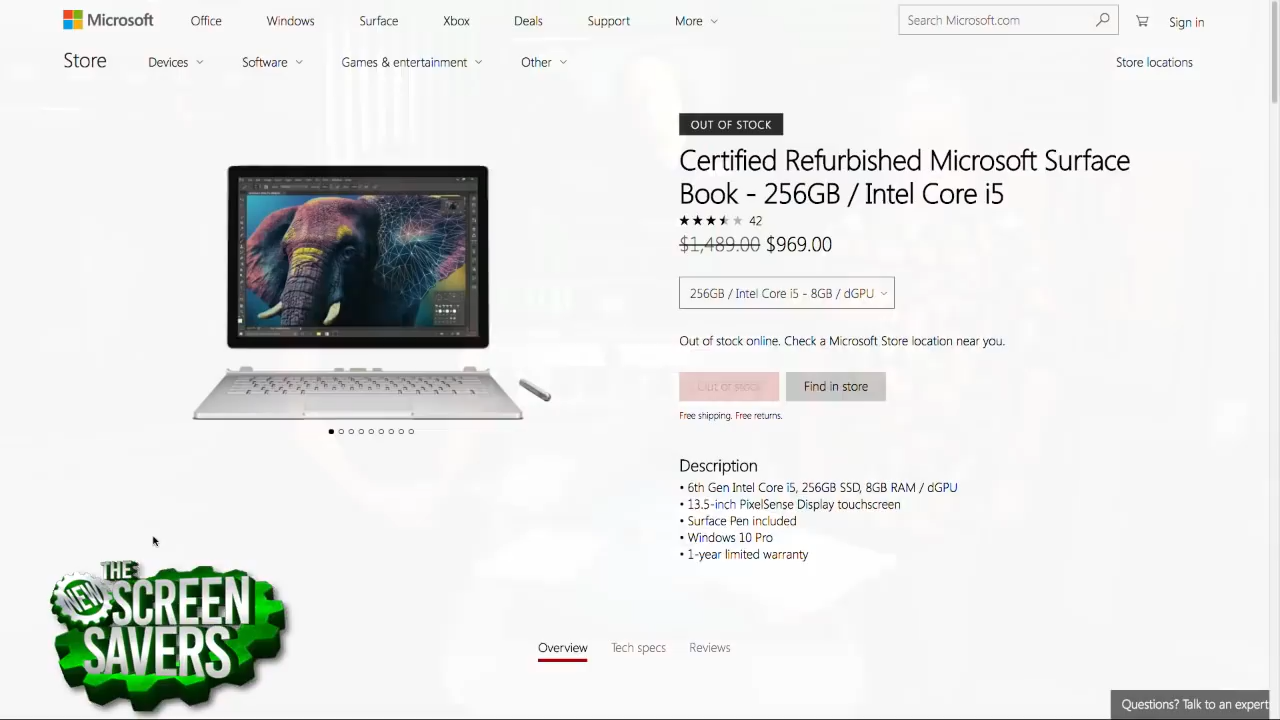 Microsoft
Office
Windows
Surface
Xbox
Deals
Support
More
Search Microsoft.com
Sign in
Store
Devices
Software
Games & entertainment
Other
Store locations
OUT OF STOCK
Certified Refurbished Microsoft Surface
Book - 256GB / Intel Core i5
42
$1,489.00 $969.00
256GB / Intel Core i5 - 8GB / dGPU
Out of stock online. Check a Microsoft Store location near you.
Out of stock
Find in store
Free shipping. Free returns.
Description
• 6th Gen Intel Core i5, 256GB SSD, 8GB RAM / dGPU
• 13.5-inch PixelSense Display touchscreen
• Surface Pen included
• Windows 10 Pro
• 1-year limited warranty
THE
NEW
SCREEN
SAVERS
Overview
Tech specs
Reviews
Questions? Talk to an expert